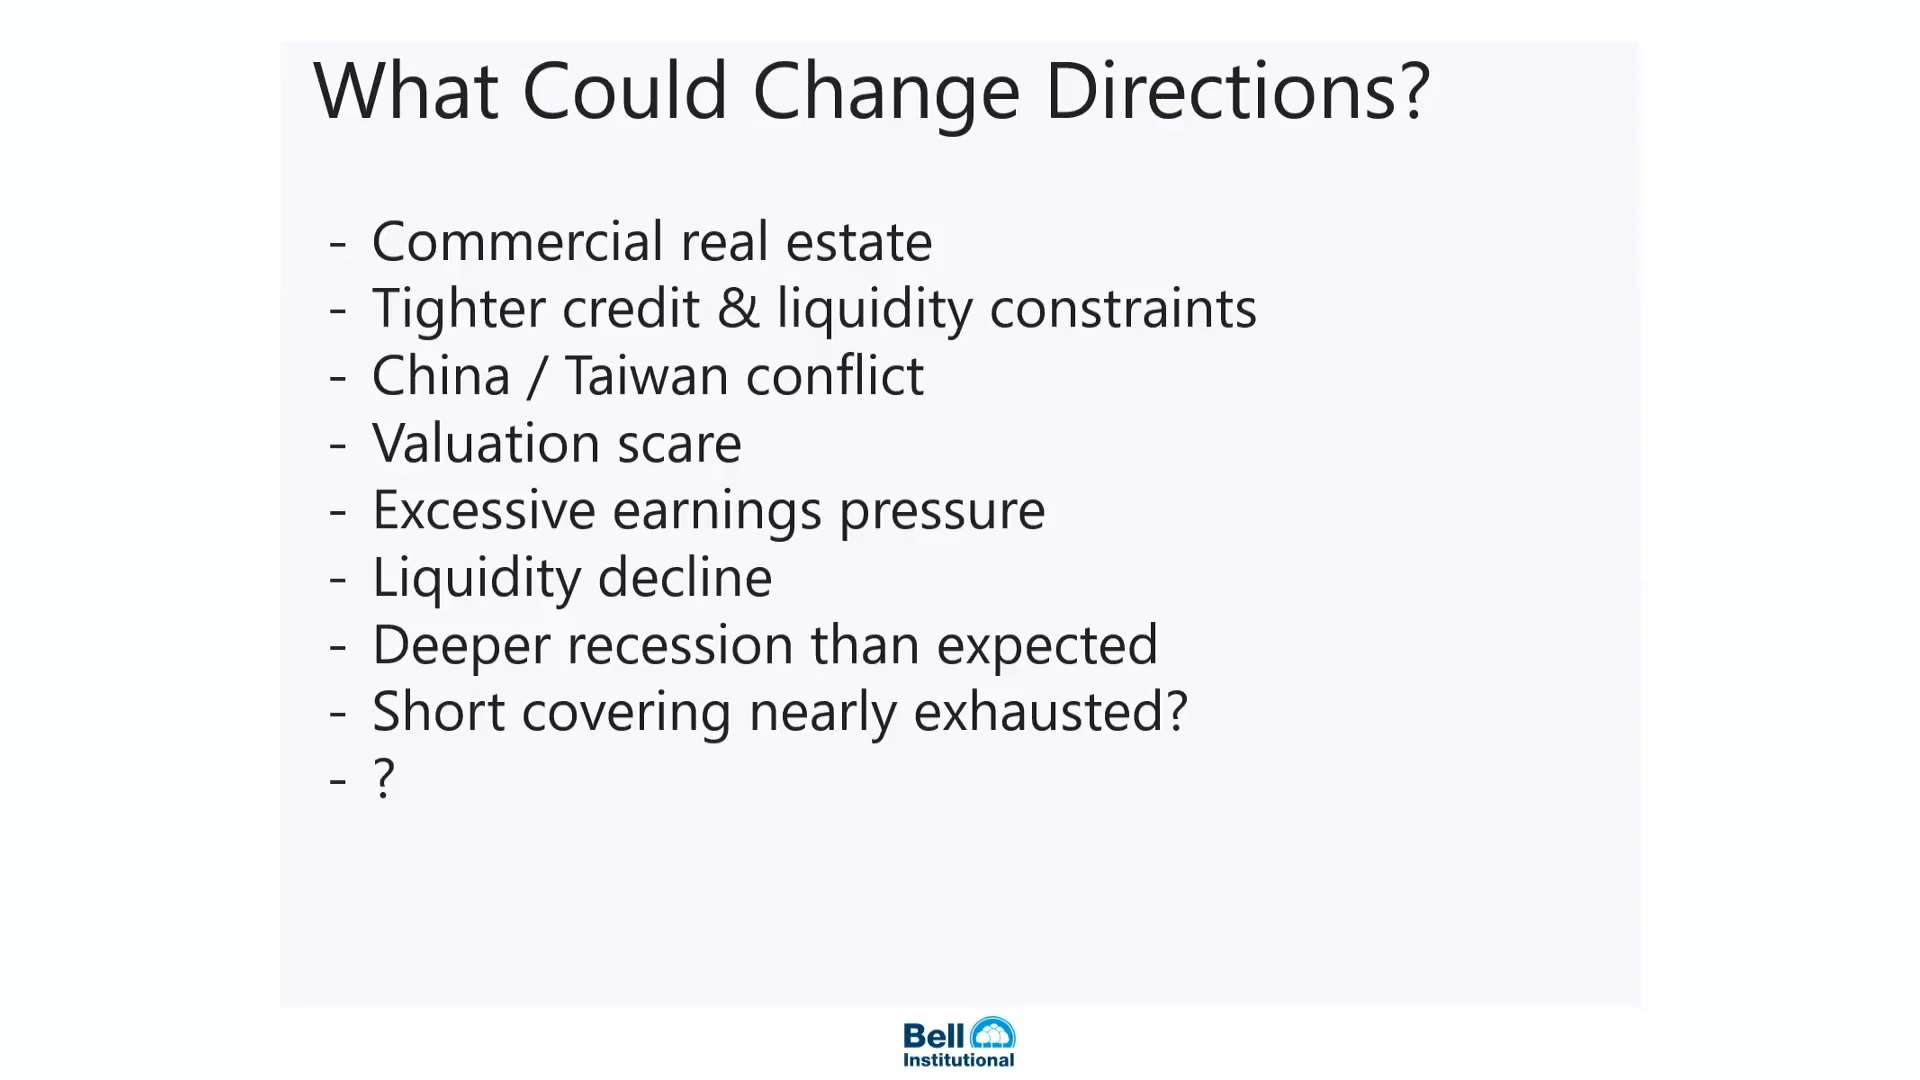 What Could Change Directions?
- Commercial real estate
- Tighter credit & liquidity constraints
- China / Taiwan conflict
- Valuation scare
- Excessive earnings pressure
- Liquidity decline
- Deeper recession than expected
- Short covering nearly exhausted?
- ?
Bell
Institutional